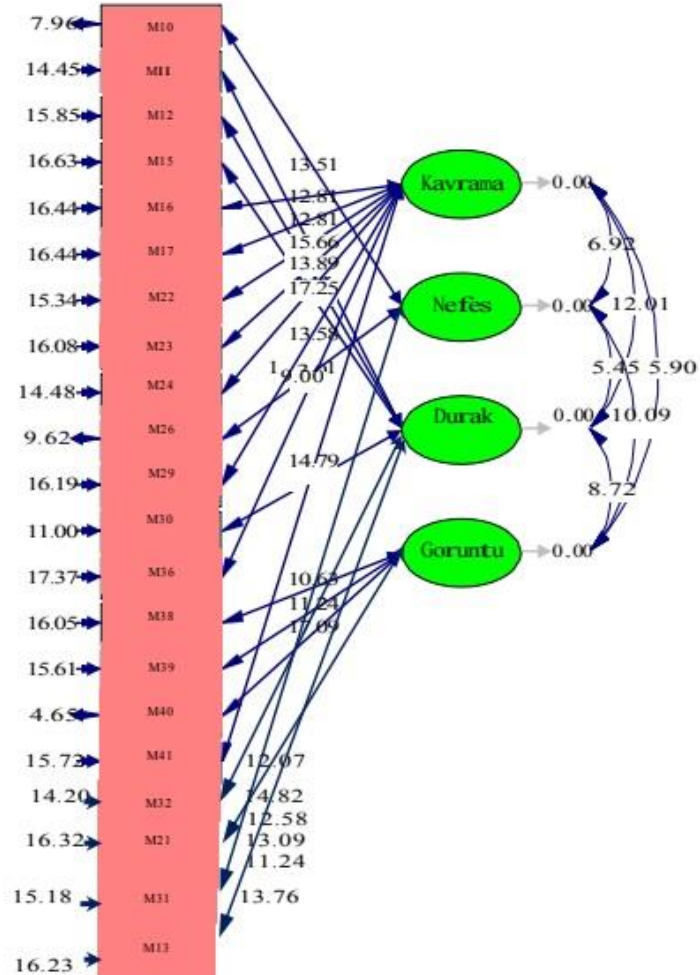 7.96 M10
14.45 M11
15.85 M12
16.63 M15
16.44 M16
16.44 M17
15.34 M22
16.08 M23
14.48 M24
9.62 M26
16.19 M29
11.00 M30
17.37 M36
16.05 M38
15.61 M39
4.65 M40
15.73 M41
14.20 M32
16.32 M21
15.18 M31
16.23 M13
13.51
12.81
12.81
15.66
13.89
17.25
13.58
9.00
14.79
10.63
11.24
17.09
12.07
14.82
12.58
13.09
11.24
13.76
Kavrama 0.00
Nefes 0.00
Durak 0.00
Goruntu 0.00
6.92
12.01
5.45 5.90
10.09
8.72